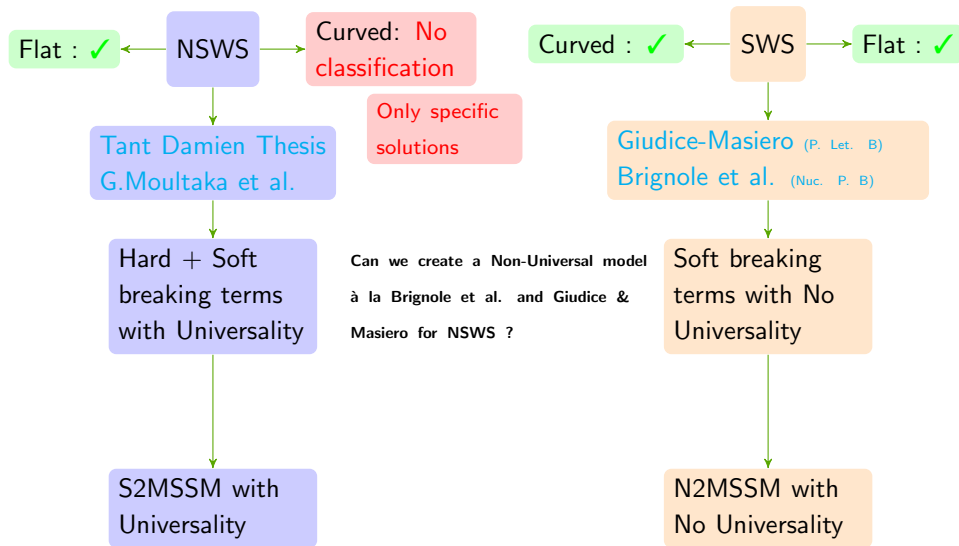 Flat : ✓
NSWS
Curved: No
classification
Only specific
solutions
Tant Damien Thesis
G.Moultaka et al.
Hard + Soft
breaking terms
with Universality
S2MSSM with
Universality
Can we create a Non-Universal model
à la Brignole et al. and Giudice &
Masiero for NSWS ?
Curved : ✓
SWS
Flat : ✓
Giudice-Masiero (P. Let. B)
Brignole et al. (Nuc. P. B)
Soft breaking
terms with No
Universality
N2MSSM with
No Universality